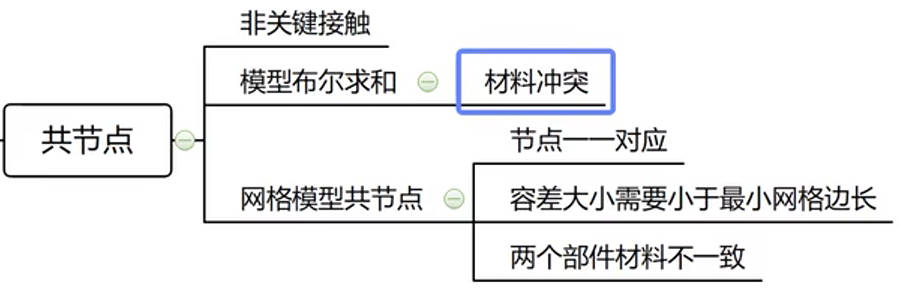 共节点
非关键接触
模型布尔求和
材料冲突
网格模型共节点
节点一一对应
容差大小需要小于最小网格边长
两个部件材料不一致